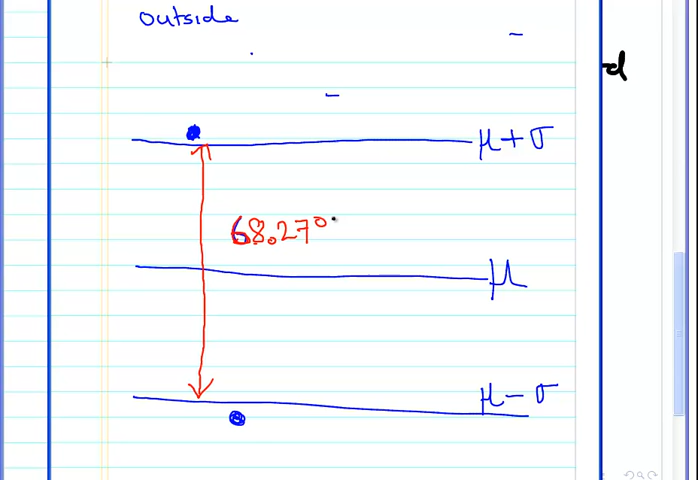 outside
d
μ + σ
68.27°
μ
μ - σ